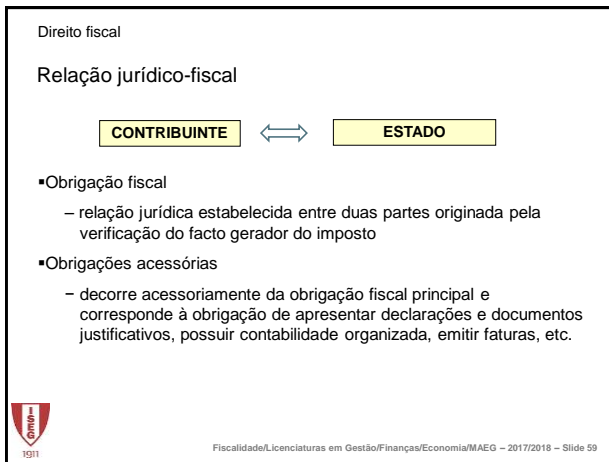 Direito fiscal
Relação jurídico-fiscal
CONTRIBUINTE ESTADO
▪Obrigação fiscal
– relação jurídica estabelecida entre duas partes originada pela
verificação do facto gerador do imposto
▪Obrigações acessórias
− decorre acessoriamente da obrigação fiscal principal e
corresponde à obrigação de apresentar declarações e documentos
justificativos, possuir contabilidade organizada, emitir faturas, etc.
ISEG
1911
Fiscalidade/Licenciaturas em Gestão/Finanças/Economia/MAEG – 2017/2018 – Slide 59